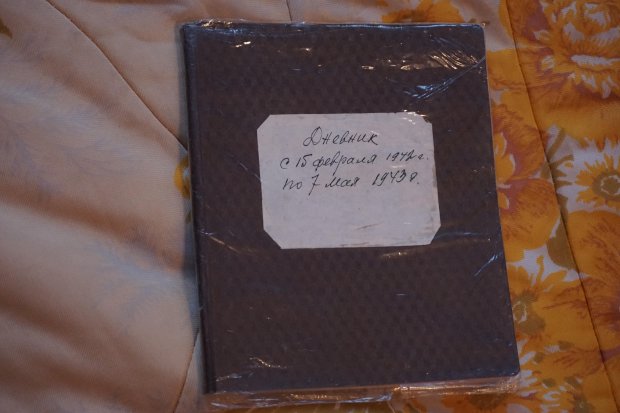 Дневник
с 15 февраля 1942 г.
по 7 мая 1943 г.